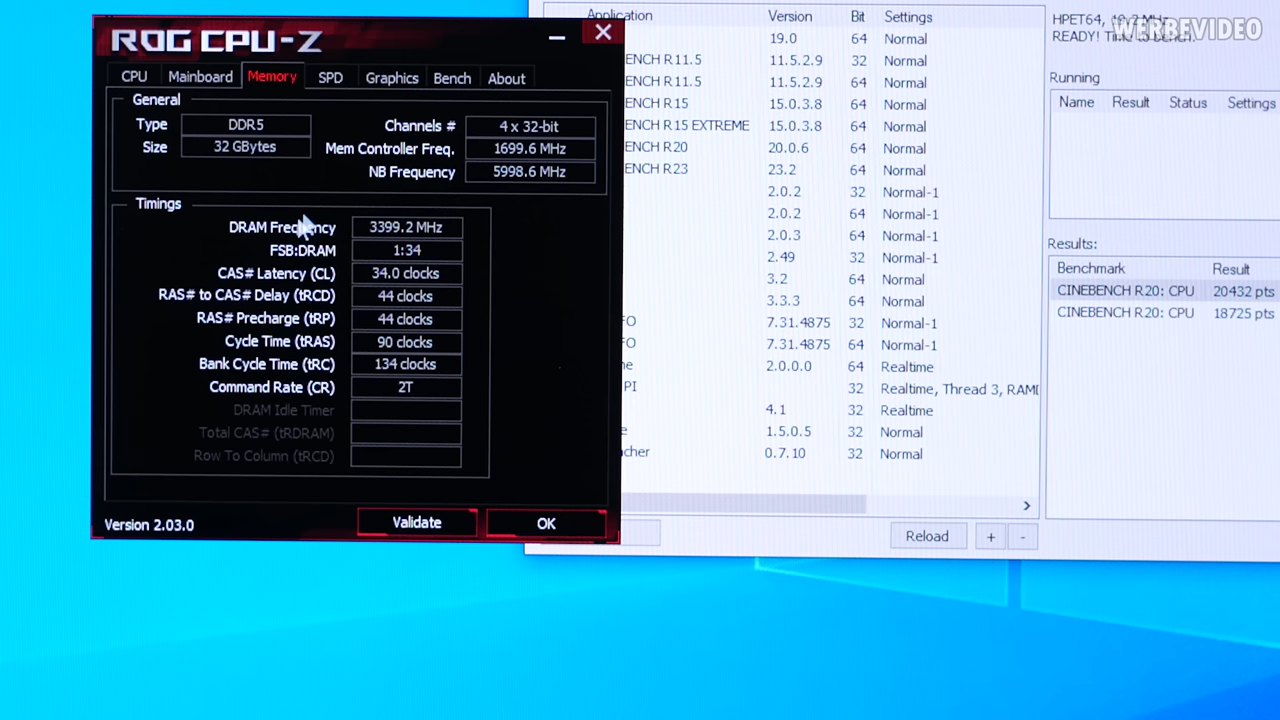 WERBEVIDEO
ROG CPU-Z
CPU Mainboard Memory SPD Graphics Bench About
General
Type DDR5
Size 32 GBytes
Channels # 4 x 32-bit
Mem Controller Freq. 1699.6 MHz
NB Frequency 5998.6 MHz
Timings
DRAM Frequency 3399.2 MHz
FSB:DRAM 1:34
CAS# Latency (CL) 34.0 clocks
RAS# to CAS# Delay (tRCD) 44 clocks
RAS# Precharge (tRP) 44 clocks
Cycle Time (tRAS) 90 clocks
Bank Cycle Time (tRC) 134 clocks
Command Rate (CR) 2T
DRAM Idle Timer
Total CAS# (tRDRAM)
Row To Column (tRCD)
Version 2.03.0
Validate OK
Application Version Bit Settings
19.0 64 Normal
ENCH R11.5 11.5.2.9 32 Normal
ENCH R11.5 11.5.2.9 64 Normal
ENCH R15 15.0.3.8 64 Normal
ENCH R15 EXTREME 15.0.3.8 64 Normal
ENCH R20 20.0.6 64 Normal
ENCH R23 23.2 64 Normal
2.0.2 32 Normal-1
2.0.2 64 Normal-1
2.0.3 64 Normal-1
2.49 32 Normal-1
3.2 64 Normal
3.3.3 64 Normal
FO 7.31.4875 32 Normal-1
FO 7.31.4875 64 Normal-1
ne 2.0.0.0 64 Realtime
PI 32 Realtime, Thread 3, RAMD
4.1 32 Realtime
e 1.5.0.5 32 Normal
cher 0.7.10 32 Normal
Reload + -
HPET64, MHz
READY! Time to bench.
Running
Name Result Status Settings
Results:
Benchmark Result
CINEBENCH R20: CPU 20432 pts
CINEBENCH R20: CPU 18725 pts